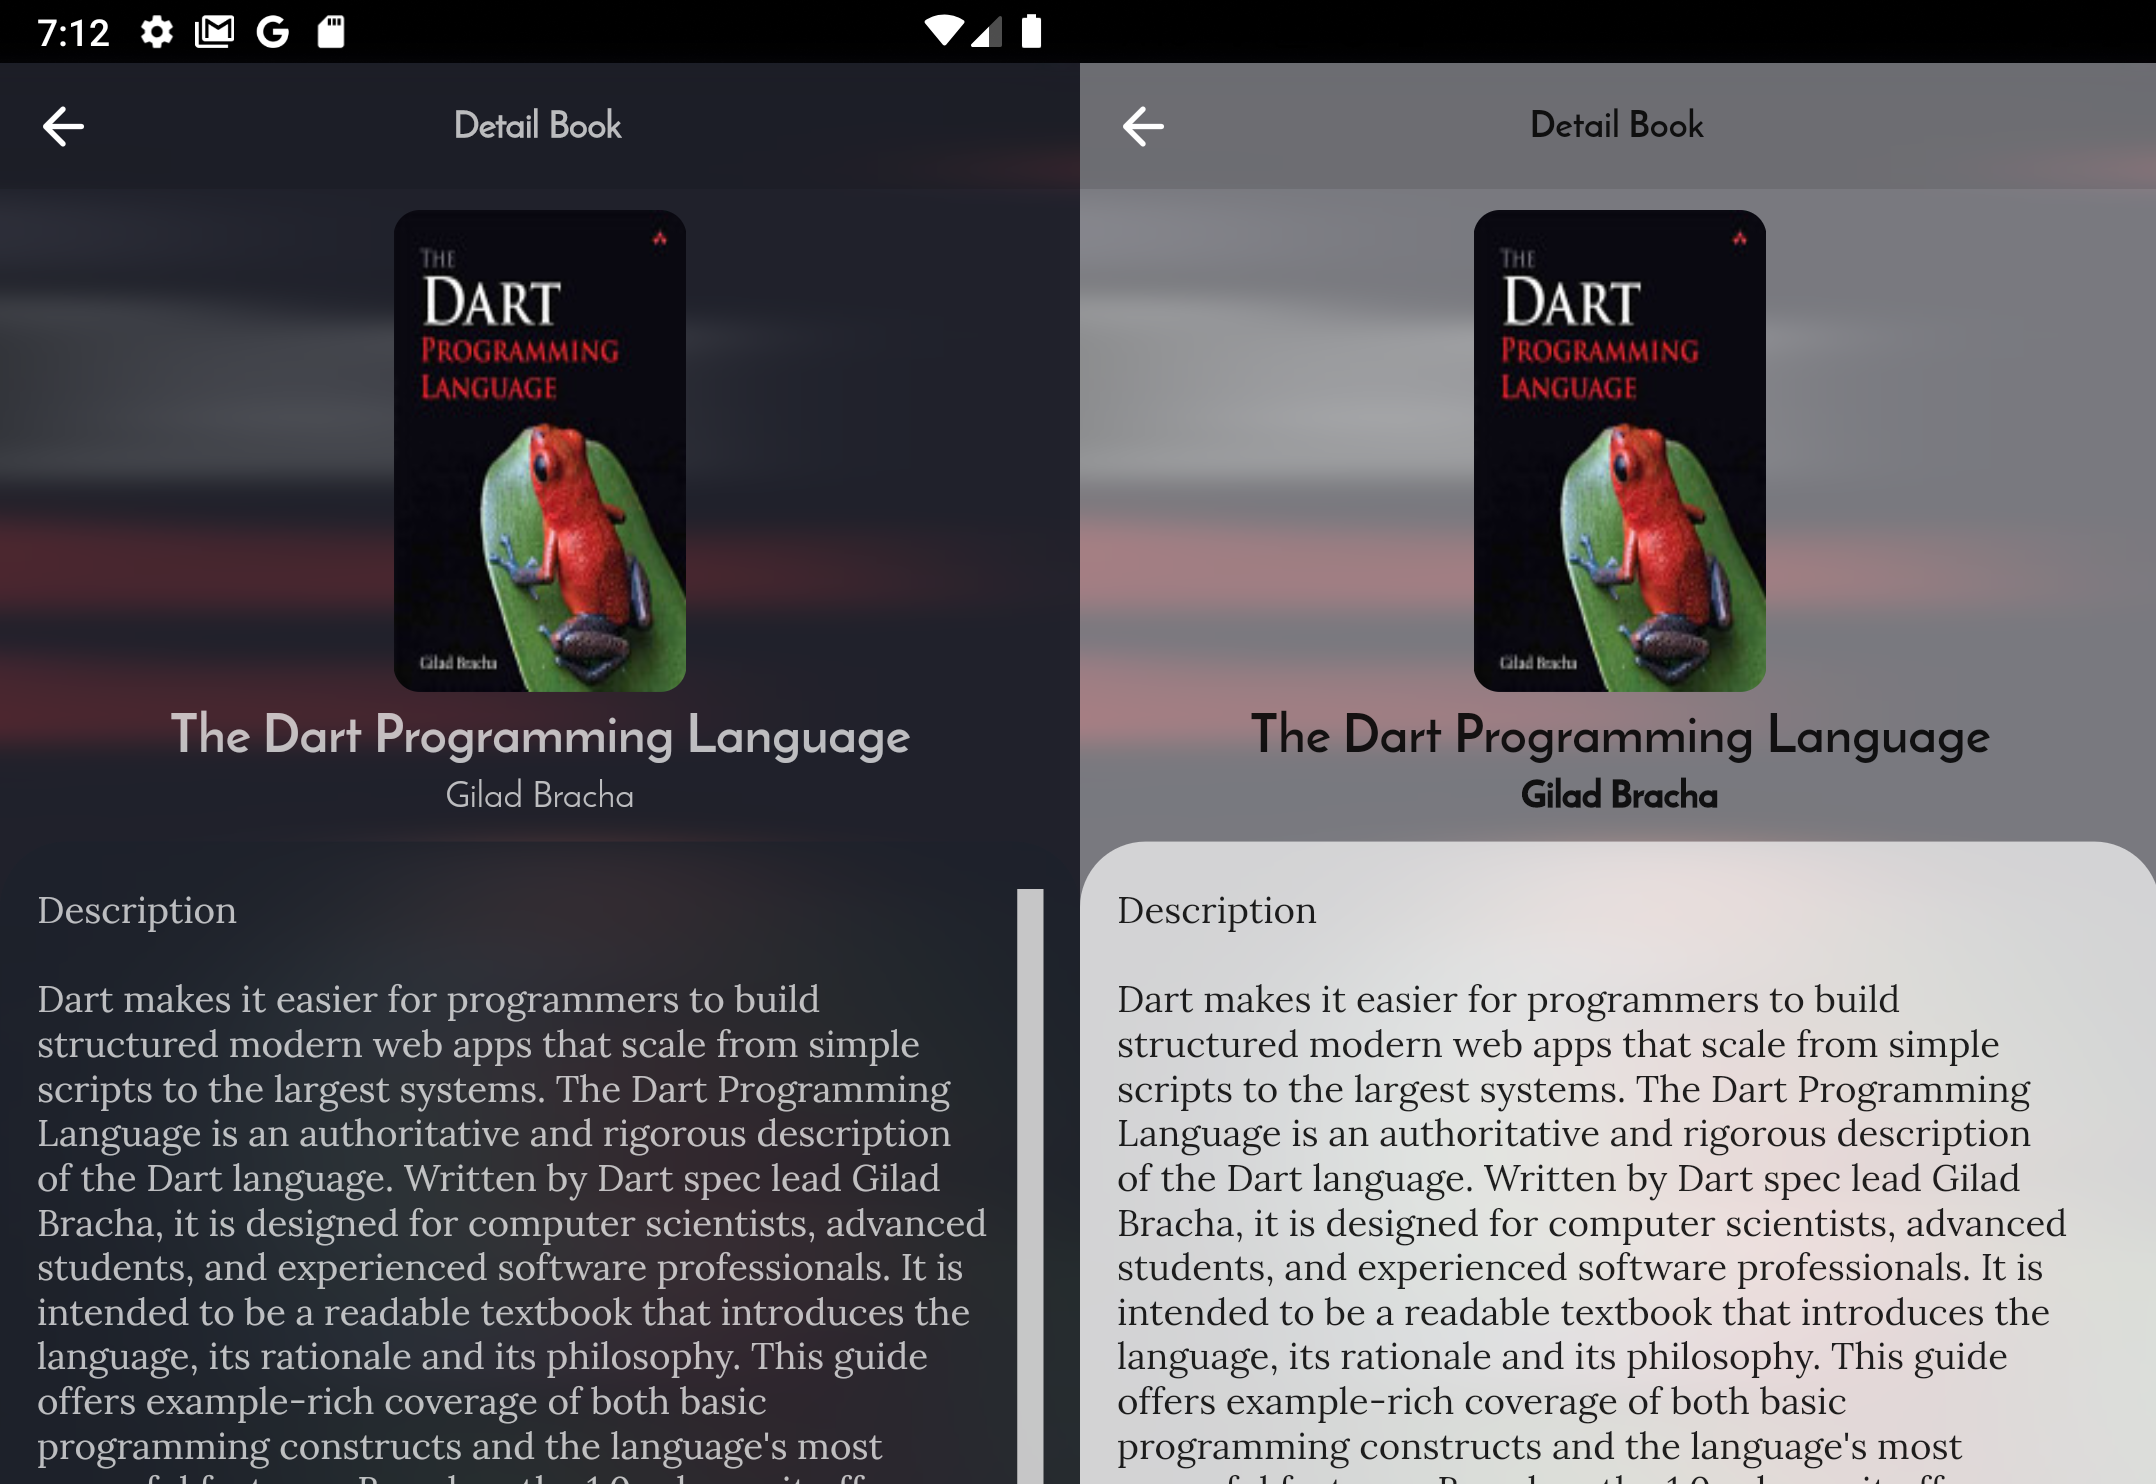 7:12
Detail Book
THE
DART
PROGRAMMING
LANGUAGE
Gilad Bracha
The Dart Programming Language
Gilad Bracha
Description
Dart makes it easier for programmers to build
structured modern web apps that scale from simple
scripts to the largest systems. The Dart Programming
Language is an authoritative and rigorous description
of the Dart language. Written by Dart spec lead Gilad
Bracha, it is designed for computer scientists, advanced
students, and experienced software professionals. It is
intended to be a readable textbook that introduces the
language, its rationale and its philosophy. This guide
offers example-rich coverage of both basic
programming constructs and the language's most
Detail Book
THE
DART
PROGRAMMING
LANGUAGE
Gilad Bracha
The Dart Programming Language
Gilad Bracha
Description
Dart makes it easier for programmers to build
structured modern web apps that scale from simple
scripts to the largest systems. The Dart Programming
Language is an authoritative and rigorous description
of the Dart language. Written by Dart spec lead Gilad
Bracha, it is designed for computer scientists, advanced
students, and experienced software professionals. It is
intended to be a readable textbook that introduces the
language, its rationale and its philosophy. This guide
offers example-rich coverage of both basic
programming constructs and the language's most